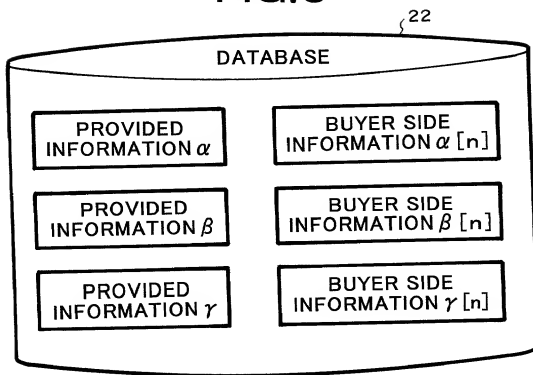 22
DATABASE
PROVIDED
INFORMATION α
BUYER SIDE
INFORMATION α [n]
PROVIDED
INFORMATION β
BUYER SIDE
INFORMATION β [n]
PROVIDED
INFORMATION γ
BUYER SIDE
INFORMATION γ [n]